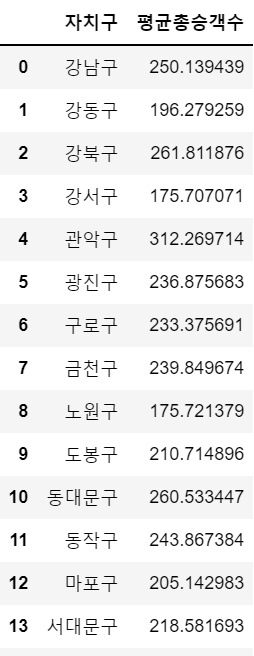 자치구 평균총승객수
0 강남구 250.139439
1 강동구 196.279259
2 강북구 261.811876
3 강서구 175.707071
4 관악구 312.269714
5 광진구 236.875683
6 구로구 233.375691
7 금천구 239.849674
8 노원구 175.721379
9 도봉구 210.714896
10 동대문구 260.533447
11 동작구 243.867384
12 마포구 205.142983
13 서대문구 218.581693